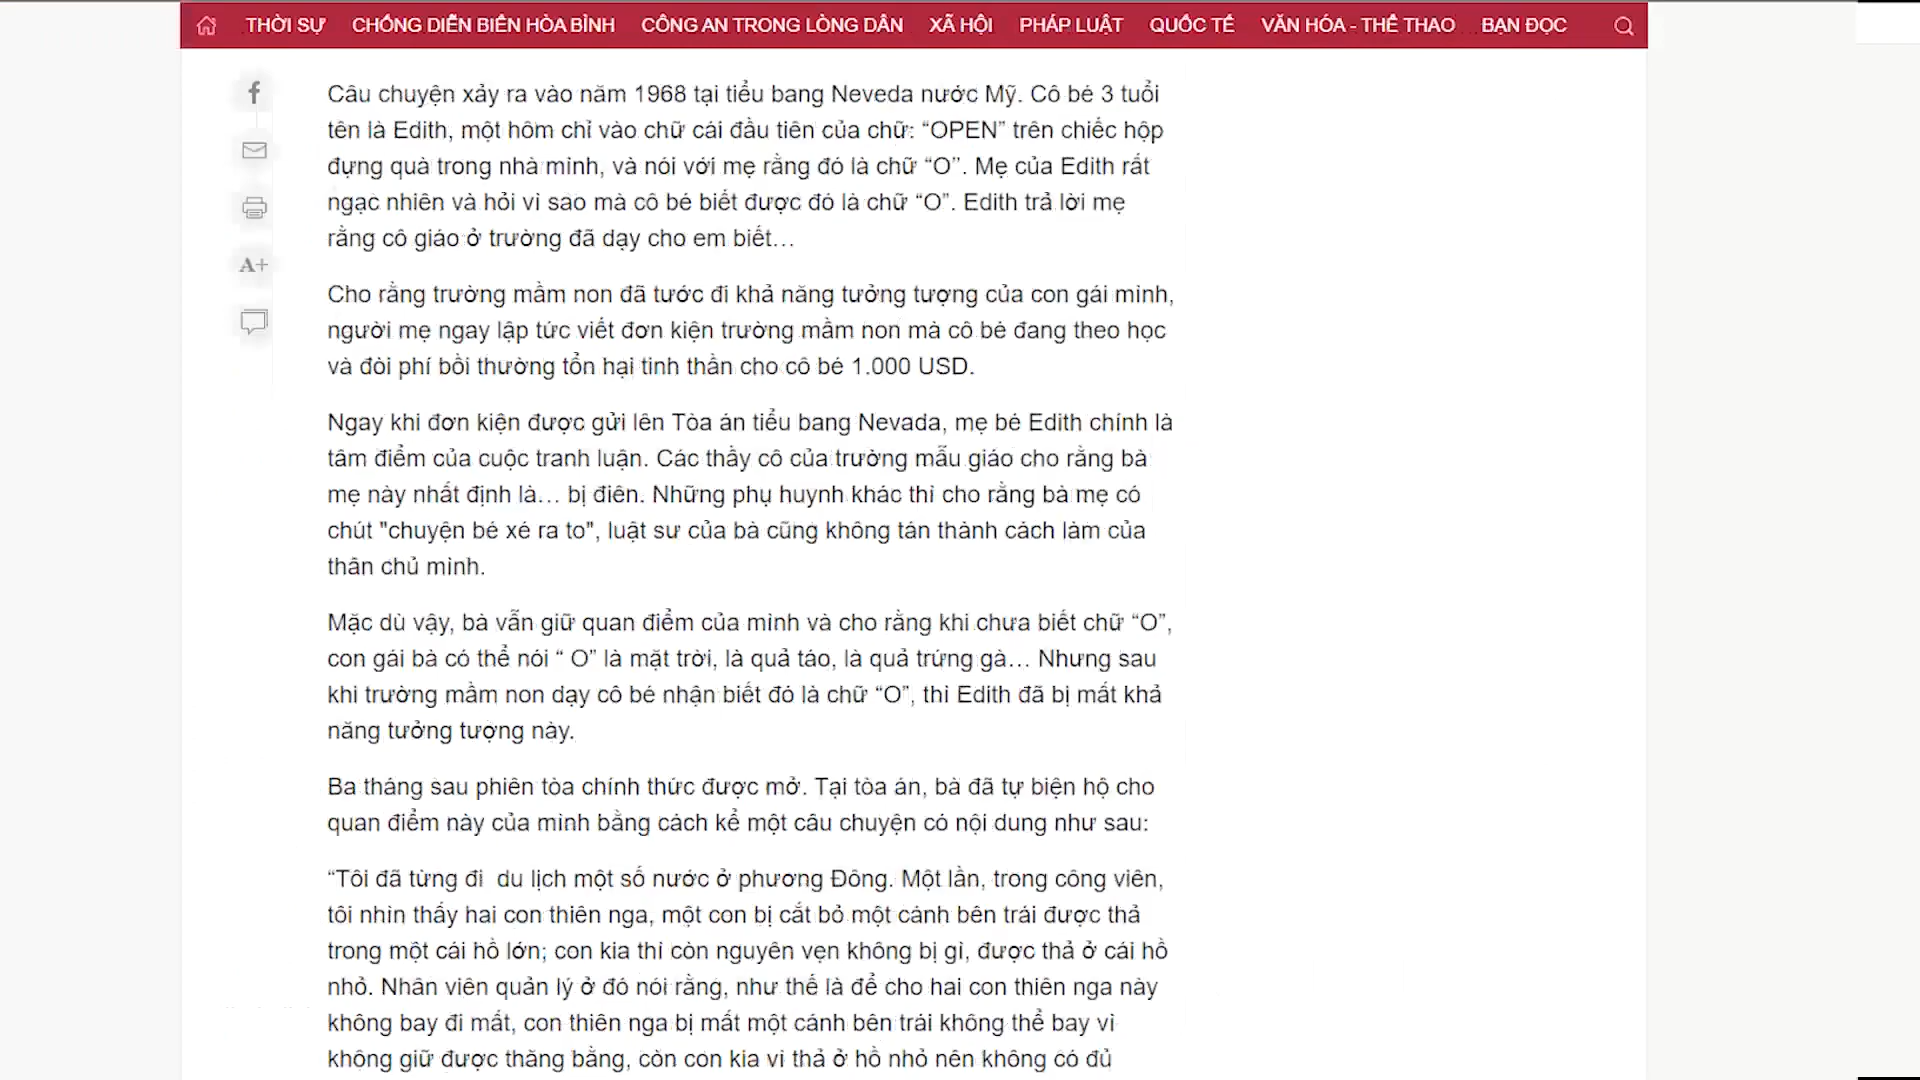 THỜI SỰ CHỐNG DIỄN BIẾN HÒA BÌNH CÔNG AN TRONG LÒNG DÂN XÃ HỘI PHÁP LUẬT QUỐC TẾ VĂN HÓA - THỂ THAO BẠN ĐỌC
Câu chuyện xảy ra vào năm 1968 tại tiểu bang Neveda nước Mỹ. Cô bé 3 tuổi
tên là Edith, một hôm chỉ vào chữ cái đầu tiên của chữ: “OPEN” trên chiếc hộp
đựng quà trong nhà mình, và nói với mẹ rằng đó là chữ “O”. Mẹ của Edith rất
ngạc nhiên và hỏi vì sao mà cô bé biết được đó là chữ “O”. Edith trả lời mẹ
rằng cô giáo ở trường đã dạy cho em biết…
A+
Cho rằng trường mầm non đã tước đi khả năng tưởng tượng của con gái mình,
người mẹ ngay lập tức viết đơn kiện trường mầm non mà cô bé đang theo học
và đòi phí bồi thường tổn hại tinh thần cho cô bé 1.000 USD.
Ngay khi đơn kiện được gửi lên Tòa án tiểu bang Nevada, mẹ bé Edith chính là
tâm điểm của cuộc tranh luận. Các thầy cô của trường mẫu giáo cho rằng bà
mẹ này nhất định là… bị điên. Những phụ huynh khác thì cho rằng bà mẹ có
chút "chuyện bé xé ra to", luật sư của bà cũng không tán thành cách làm của
thân chủ mình.
Mặc dù vậy, bà vẫn giữ quan điểm của mình và cho rằng khi chưa biết chữ “O”,
con gái bà có thể nói “ O” là mặt trời, là quả táo, là quả trứng gà… Nhưng sau
khi trường mầm non dạy cô bé nhận biết đó là chữ “O”, thì Edith đã bị mất khả
năng tưởng tượng này.
Ba tháng sau phiên tòa chính thức được mở. Tại tòa án, bà đã tự biện hộ cho
quan điểm này của mình bằng cách kể một câu chuyện có nội dung như sau:
“Tôi đã từng đi  du lịch một số nước ở phương Đông. Một lần, trong công viên,
tôi nhìn thấy hai con thiên nga, một con bị cắt bỏ một cánh bên trái được thả
trong một cái hồ lớn; con kia thì còn nguyên vẹn không bị gì, được thả ở cái hồ
nhỏ. Nhân viên quản lý ở đó nói rằng, như thế là để cho hai con thiên nga này
không bay đi mất, con thiên nga bị mất một cánh bên trái không thể bay vì
không giữ được thăng bằng, còn con kia vì thả ở hồ nhỏ nên không có đủ